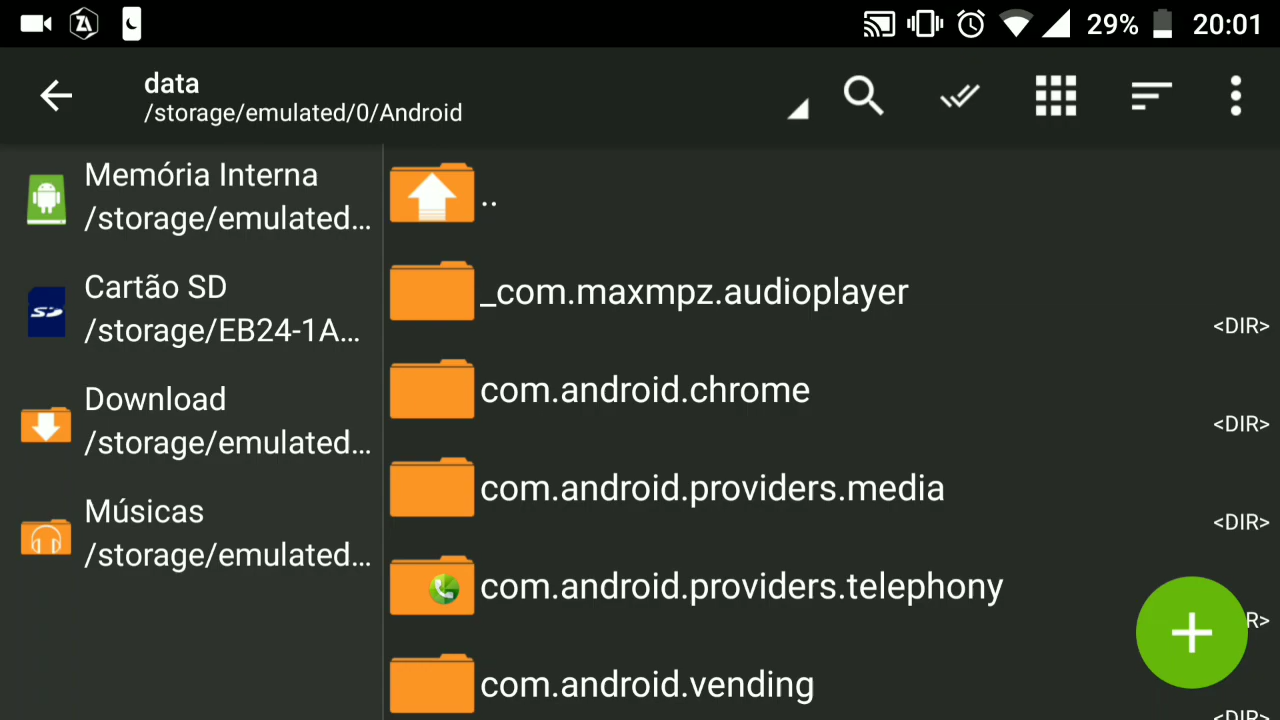 29% 20:01
data
/storage/emulated/0/Android
Memória Interna
/storage/emulated...
Cartão SD
/storage/EB24-1A...
Download
/storage/emulated...
Músicas
/storage/emulated...
..
_com.maxmpz.audioplayer
<DIR>
com.android.chrome
<DIR>
com.android.providers.media
<DIR>
com.android.providers.telephony
R>
com.android.vending
<DIR>